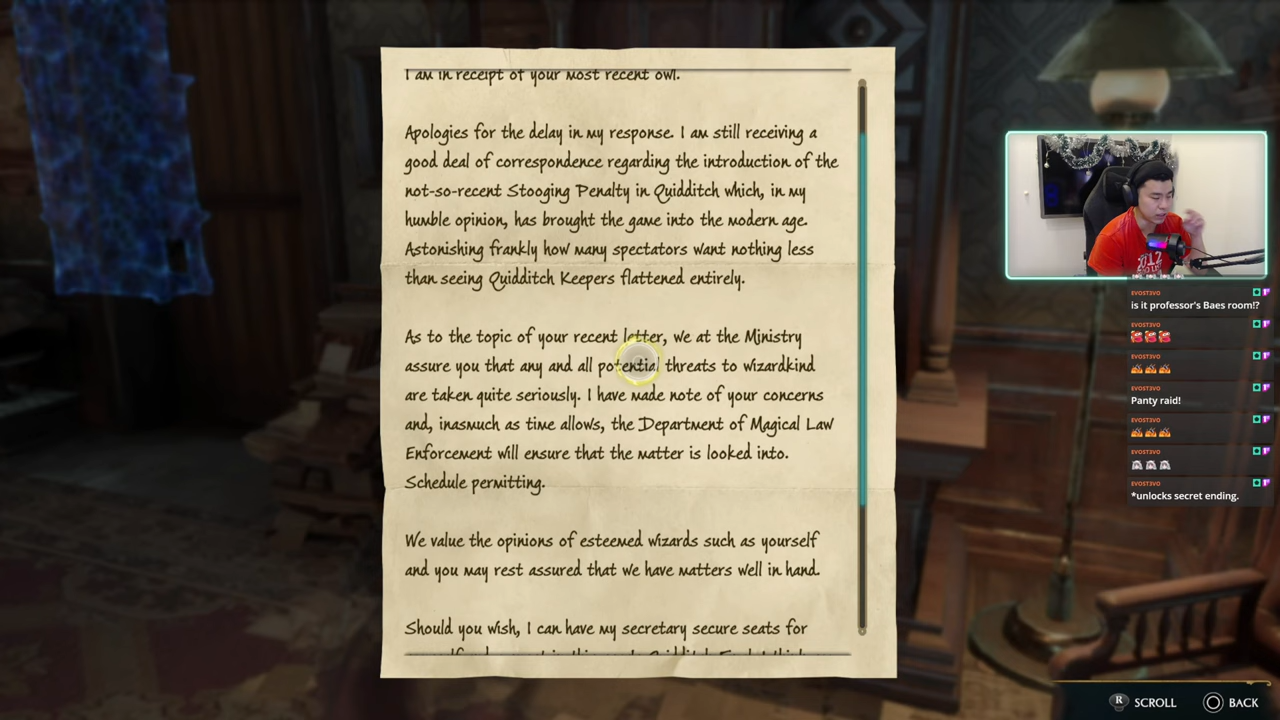 I am in receipt of your most recent owl.
Apologies for the delay in my response. I am still receiving a
good deal of correspondence regarding the introduction of the
not-so-recent Stooging Penalty in Quidditch which, in my
humble opinion, has brought the game into the modern age.
Astonishing frankly how many spectators want nothing less
than seeing Quidditch Keepers flattened entirely.
As to the topic of your recent letter, we at the Ministry
assure you that any and all potential threats to wizardkind
are taken quite seriously. I have made note of your concerns
and, inasmuch as time allows, the Department of Magical Law
Enforcement will ensure that the matter is looked into.
Schedule permitting.
We value the opinions of esteemed wizards such as yourself
and you may rest assured that we have matters well in hand.
Should you wish, I can have my secretary secure seats for
EVOST3VO
is it professor's Baes room!?
EVOST3VO
EVOST3VO
EVOST3VO
Panty raid!
EVOST3VO
EVOST3VO
EVOST3VO
*unlocks secret ending.
R SCROLL
BACK